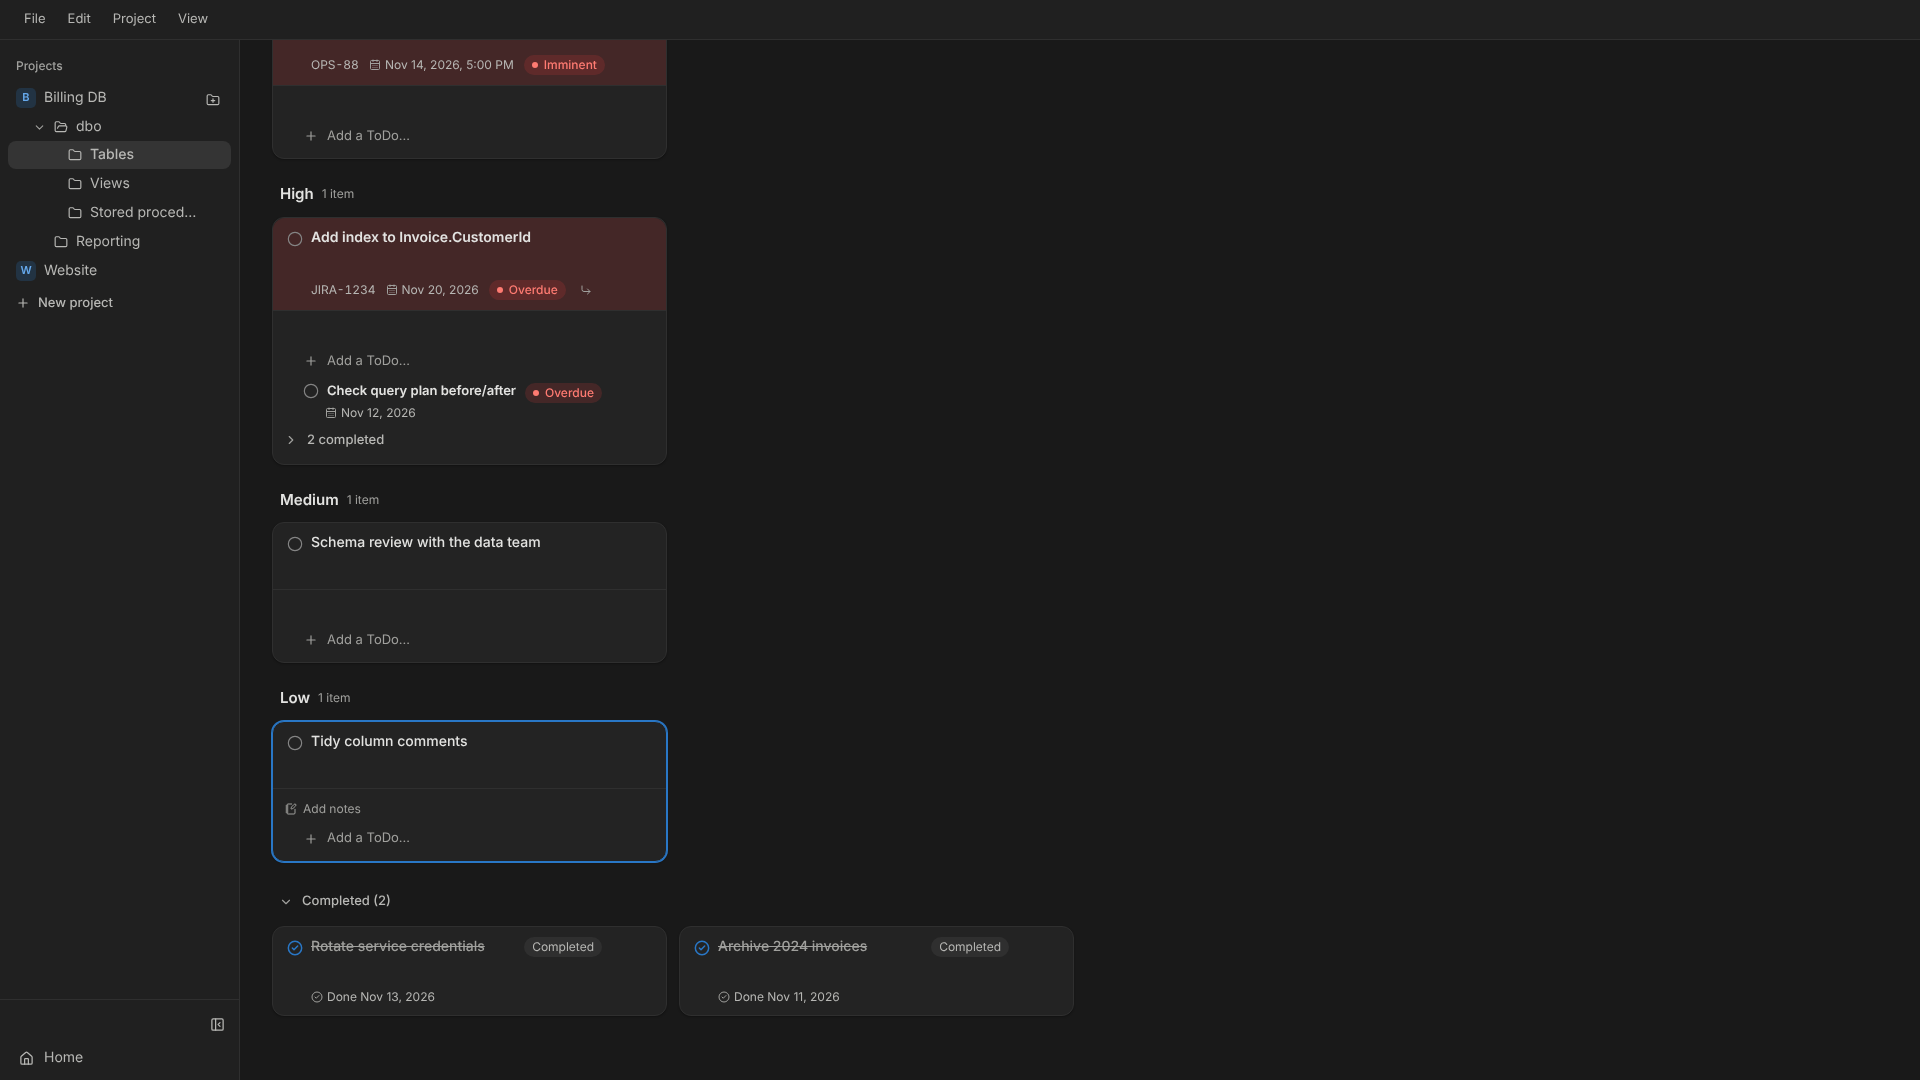 File Edit Project View
Projects
B Billing DB
dbo
Tables
Views
Stored proced...
Reporting
W Website
New project
Home
OPS-88 Nov 14, 2026, 5:00 PM Imminent
Add a ToDo...
High 1 item
Add index to Invoice.CustomerId
JIRA-1234 Nov 20, 2026 Overdue
Add a ToDo...
Check query plan before/after Overdue
Nov 12, 2026
2 completed
Medium 1 item
Schema review with the data team
Add a ToDo...
Low 1 item
Tidy column comments
Add notes
Add a ToDo...
Completed (2)
Rotate service credentials Completed
Done Nov 13, 2026
Archive 2024 invoices Completed
Done Nov 11, 2026